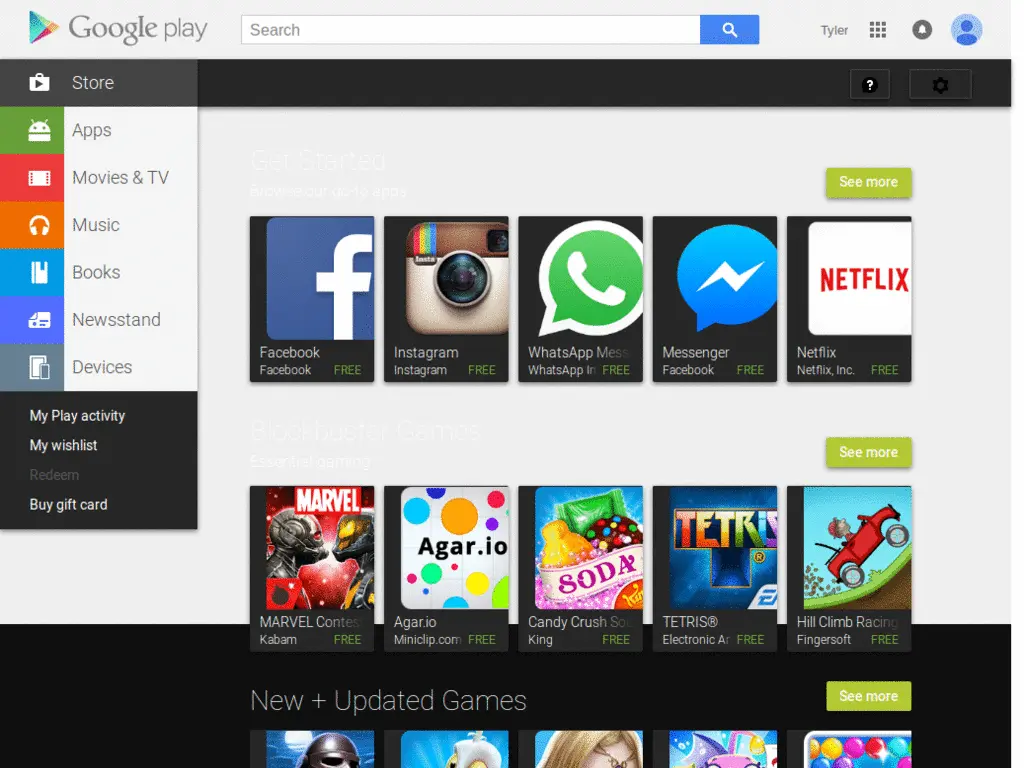 Google play
Search
Tyler
Store
Apps
Movies & TV
Music
Books
Newsstand
Devices
My Play activity
My wishlist
Redeem
Buy gift card
Get Started
Browse our go-to apps
See more
Facebook
Facebook FREE
Instagram
Instagram FREE
WhatsApp Mess
WhatsApp In FREE
Messenger
Facebook FREE
Netflix
Netflix, Inc. FREE
Insta
NETFLIX
Blockbuster Games
Essential gaming
See more
MARVEL
Agar.io
SODA
King
TETRIS®
EA
MARVEL Contes
Kabam FREE
Agar.io
Miniclip.com FREE
Candy Crush So
King FREE
TETRIS®
Electronic Ar FREE
Hill Climb Racing
Fingersoft FREE
New + Updated Games
See more